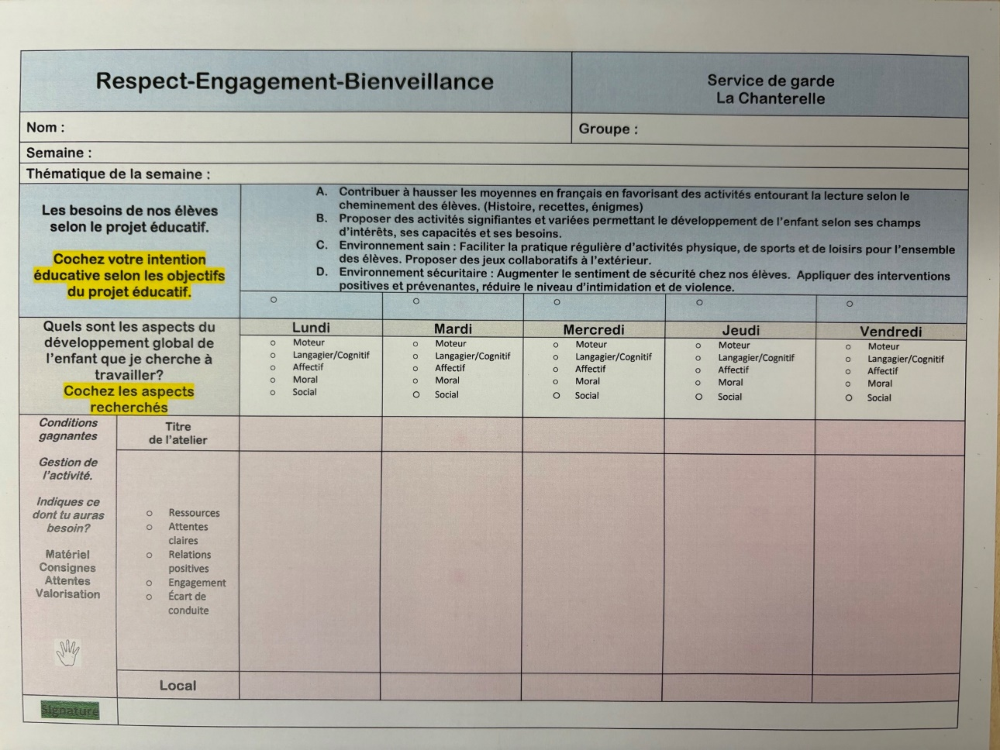 Respect-Engagement-Bienveillance
Service de garde
La Chanterelle
Nom :
Groupe :
Semaine :
Thématique de la semaine :
Les besoins de nos élèves
selon le projet éducatif.
Cochez votre intention
éducative selon les objectifs
du projet éducatif.
A. Contribuer à hausser les moyennes en français en favorisant des activités entourant la lecture selon le
cheminement des élèves. (Histoire, recettes, énigmes)
B. Proposer des activités signifiantes et variées permettant le développement de l'enfant selon ses champs
d'intérêts, ses capacités et ses besoins.
C. Environnement sain : Faciliter la pratique régulière d'activités physique, de sports et de loisirs pour l'ensemble
des élèves. Proposer des jeux collaboratifs à l'extérieur.
D. Environnement sécuritaire : Augmenter le sentiment de sécurité chez nos élèves. Appliquer des interventions
positives et prévenantes, réduire le niveau d'intimidation et de violence.
Quels sont les aspects du
développement global de
l'enfant que je cherche à
travailler?
Cochez les aspects
recherchés
Lundi
Moteur
Langagier/Cognitif
Affectif
Moral
Social
Mardi
Moteur
Langagier/Cognitif
Affectif
Moral
Social
Mercredi
Moteur
Langagier/Cognitif
Affectif
Moral
Social
Jeudi
Moteur
Langagier/Cognitif
Affectif
Moral
Social
Vendredi
Moteur
Langagier/Cognitif
Affectif
Moral
Social
Conditions
gagnantes
Gestion de
l'activité.
Indiques ce
dont tu auras
besoin?
Matériel
Consignes
Attentes
Valorisation
Titre
de l'atelier
Ressources
Attentes
claires
Relations
positives
Engagement
Écart de
conduite
Local
Signature